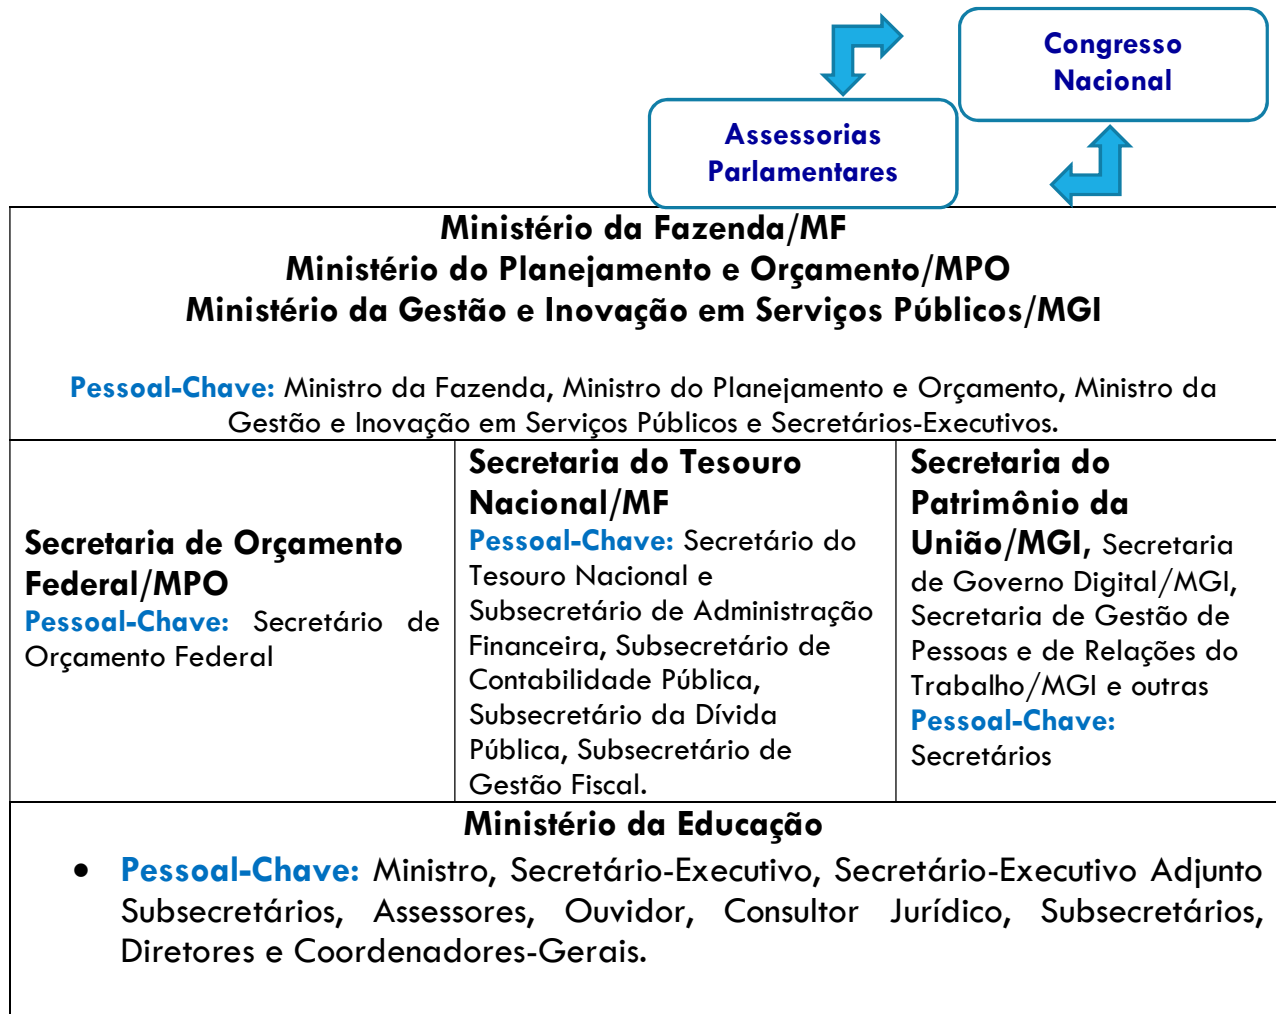 Congresso
Nacional
Assessorias
Parlamentares
Ministério da Fazenda/MF
Ministério do Planejamento e Orçamento/MPO
Ministério da Gestão e Inovação em Serviços Públicos/MGI
Pessoal-Chave: Ministro da Fazenda, Ministro do Planejamento e Orçamento, Ministro da
Gestão e Inovação em Serviços Públicos e Secretários-Executivos.
Secretaria de Orçamento
Federal/MPO
Pessoal-Chave: Secretário de
Orçamento Federal
Secretaria do Tesouro
Nacional/MF
Pessoal-Chave: Secretário do
Tesouro Nacional e
Subsecretário de Administração
Financeira, Subsecretário de
Contabilidade Pública,
Subsecretário da Dívida
Pública, Subsecretário de
Gestão Fiscal.
Secretaria do
Patrimônio da
União/MGI, Secretaria
de Governo Digital/MGI,
Secretaria de Gestão de
Pessoas e de Relações do
Trabalho/MGI e outras
Pessoal-Chave:
Secretários
Ministério da Educação
• Pessoal-Chave: Ministro, Secretário-Executivo, Secretário-Executivo Adjunto
Subsecretários, Assessores, Ouvidor, Consultor Jurídico, Subsecretários,
Diretores e Coordenadores-Gerais.